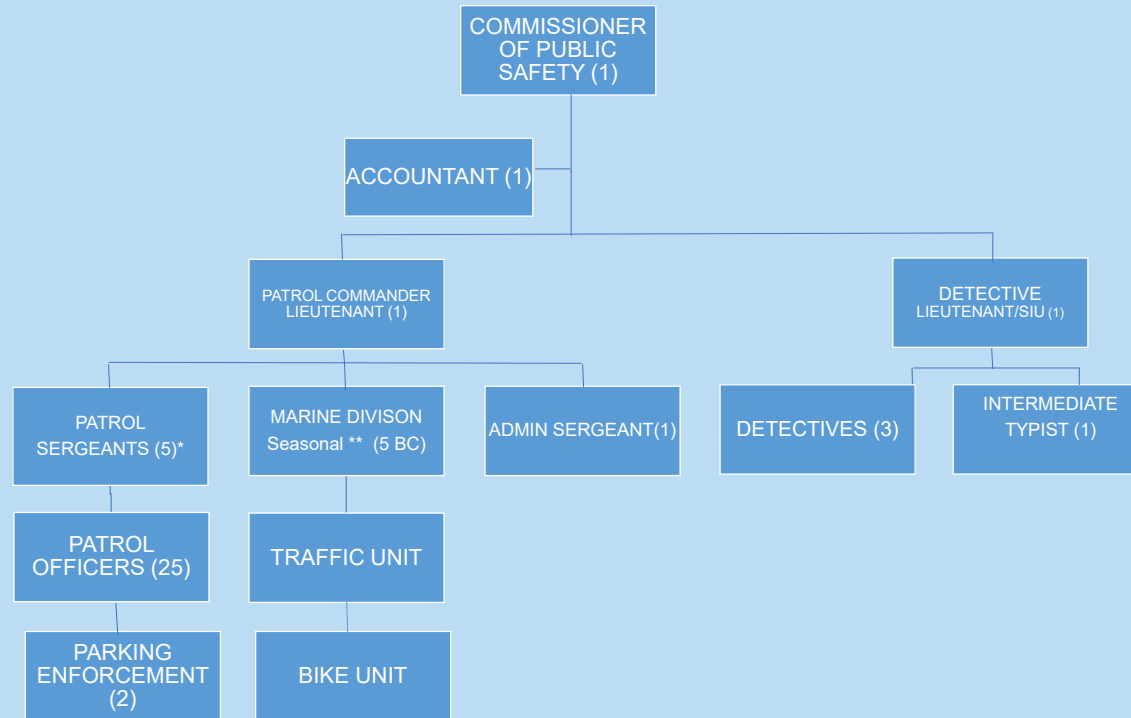 COMMISSIONER
OF PUBLIC
SAFETY (1)
ACCOUNTANT (1)
PATROL COMMANDER
LIEUTENANT (1)
DETECTIVE
LIEUTENANT/SIU (1)
PATROL
SERGEANTS (5)*
MARINE DIVISON
Seasonal ** (5 BC)
ADMIN SERGEANT(1)
DETECTIVES (3)
INTERMEDIATE
TYPIST (1)
PATROL
OFFICERS (25)
TRAFFIC UNIT
PARKING
ENFORCEMENT
(2)
BIKE UNIT